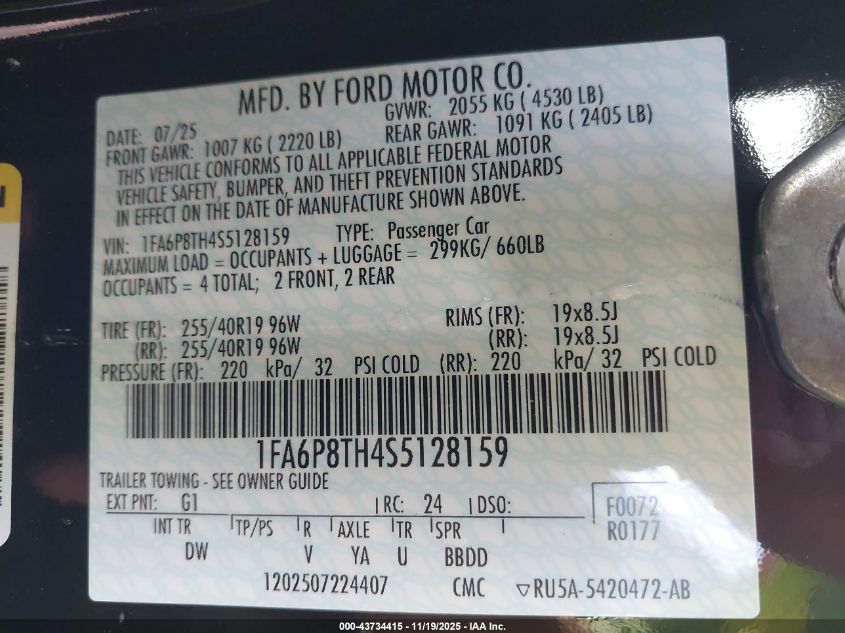 MFD. BY FORD MOTOR CO.
DATE: 07/25 GVWR: 2055 KG ( 4530 LB)
FRONT GAWR: 1007 KG ( 2220 LB) REAR GAWR: 1091 KG ( 2405 LB)
THIS VEHICLE CONFORMS TO ALL APPLICABLE FEDERAL MOTOR
VEHICLE SAFETY, BUMPER, AND THEFT PREVENTION STANDARDS
IN EFFECT ON THE DATE OF MANUFACTURE SHOWN ABOVE.
VIN: 1FA6P8TH4S5128159 TYPE: Passenger Car
MAXIMUM LOAD = OCCUPANTS + LUGGAGE = 299KG/ 660LB
OCCUPANTS = 4 TOTAL; 2 FRONT, 2 REAR
TIRE (FR): 255/40R19 96W RIMS (FR): 19x8.5J
(RR): 255/40R19 96W (RR): 19x8.5J
PRESSURE (FR): 220 kPa/ 32 PSI COLD (RR): 220 kPa/ 32 PSI COLD
1FA6P8TH4S5128159
TRAILER TOWING - SEE OWNER GUIDE
EXT PNT: G1 RC: 24 DSO: F0072
R0177
INT TR TP/PS R AXLE TR SPR
DW V YA U BBDD
1202507224407 CMC ▽RU5A-5420472-AB
000-43734415 - 11/19/2025 - IAA Inc.